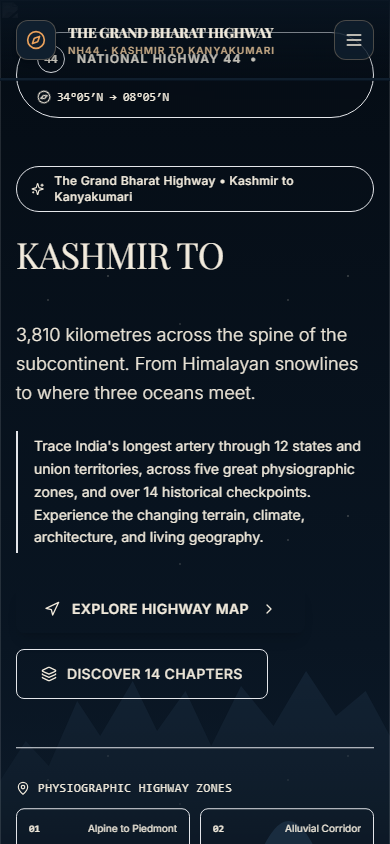 THE GRAND BHARAT HIGHWAY
NH44 · KASHMIR TO KANYAKUMARI
44 NATIONAL HIGHWAY 44 •
34°05′N → 08°05′N
The Grand Bharat Highway • Kashmir to
Kanyakumari
KASHMIR TO
3,810 kilometres across the spine of the
subcontinent. From Himalayan snowlines
to where three oceans meet.
Trace India's longest artery through 12 states and
union territories, across five great physiographic
zones, and over 14 historical checkpoints.
Experience the changing terrain, climate,
architecture, and living geography.
EXPLORE HIGHWAY MAP
DISCOVER 14 CHAPTERS
PHYSIOGRAPHIC HIGHWAY ZONES
01 Alpine to Piedmont
02 Alluvial Corridor